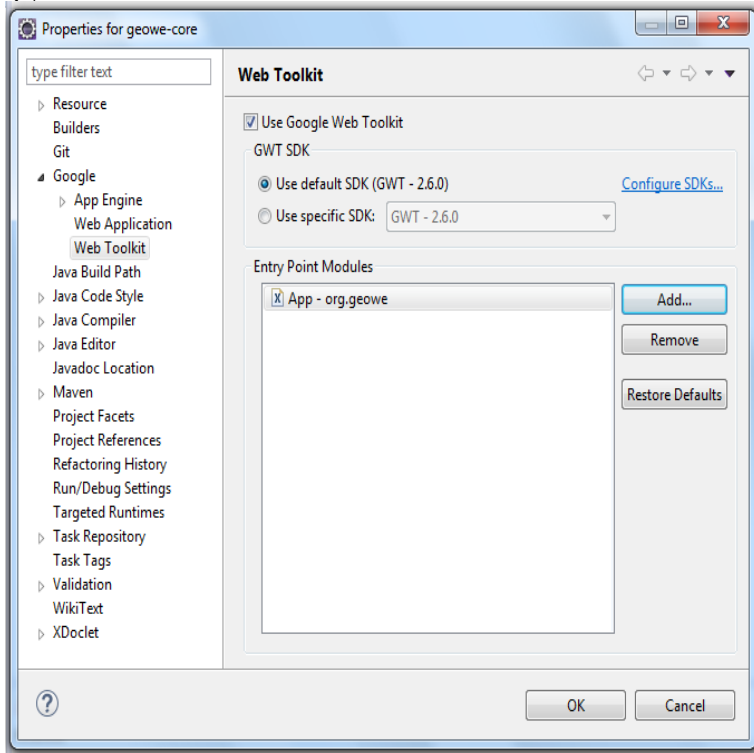 Properties for geowe-core
type filter text
Resource
Builders
Git
Google
App Engine
Web Application
Web Toolkit
Java Build Path
Java Code Style
Java Compiler
Java Editor
Javadoc Location
Maven
Project Facets
Project References
Refactoring History
Run/Debug Settings
Targeted Runtimes
Task Repository
Task Tags
Validation
WikiText
XDoclet
Web Toolkit
Use Google Web Toolkit
GWT SDK
Use default SDK (GWT - 2.6.0)
Configure SDKs...
Use specific SDK:
GWT - 2.6.0
Entry Point Modules
App - org.geowe
Add...
Remove
Restore Defaults
OK
Cancel